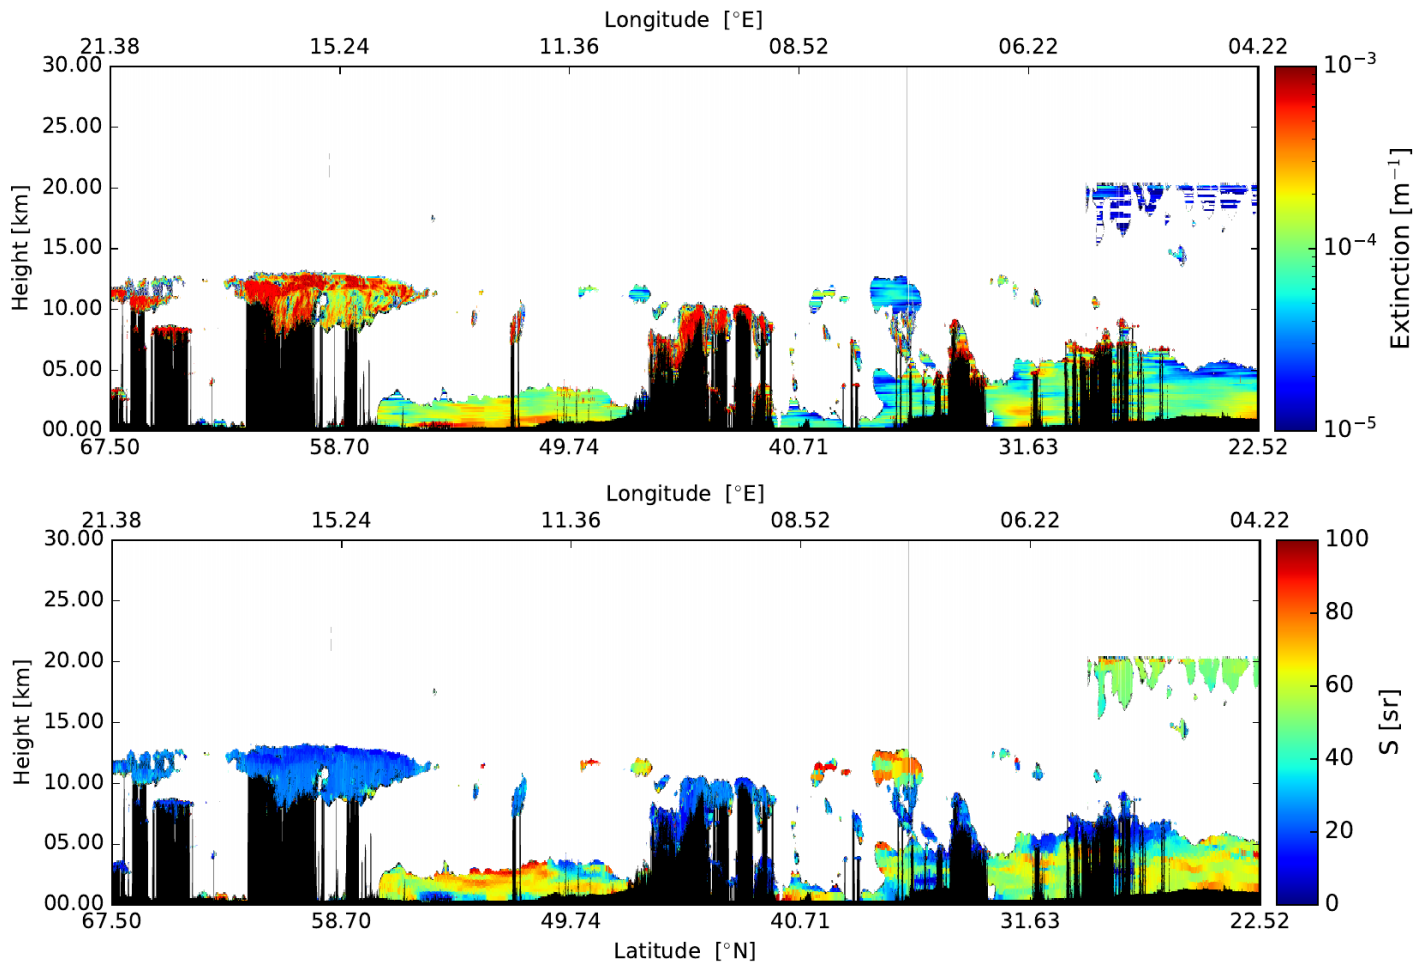 Longitude [°E]
21.38 15.24 11.36 08.52 06.22 04.22
30.00
25.00
20.00
15.00
10.00
05.00
00.00
Height [km]
67.50 58.70 49.74 40.71 31.63 22.52
10⁻³
10⁻⁴
10⁻⁵
Extinction [m⁻¹]
Longitude [°E]
21.38 15.24 11.36 08.52 06.22 04.22
30.00
25.00
20.00
15.00
10.00
05.00
00.00
Height [km]
67.50 58.70 49.74 40.71 31.63 22.52
Latitude [°N]
100
80
60
40
20
0
S [sr]